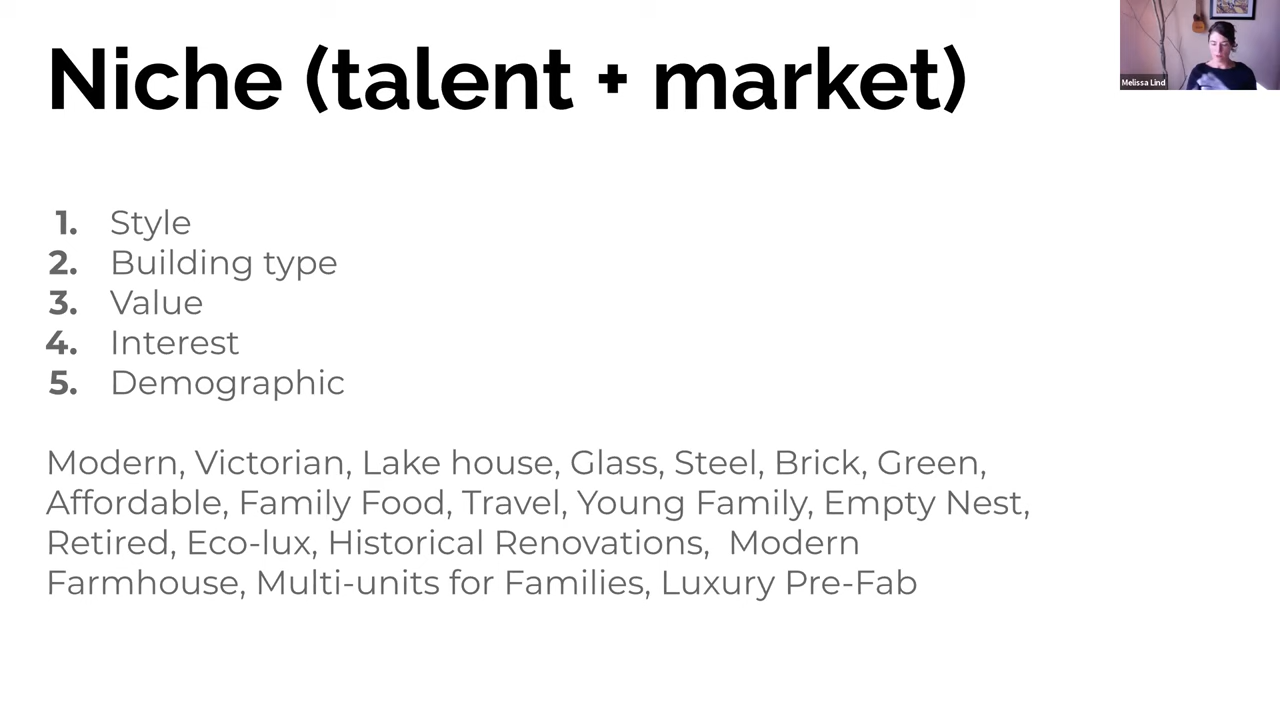 Niche (talent + market)
Melissa Lind
1. Style
2. Building type
3. Value
4. Interest
5. Demographic
Modern, Victorian, Lake house, Glass, Steel, Brick, Green,
Affordable, Family Food, Travel, Young Family, Empty Nest,
Retired, Eco-lux, Historical Renovations,  Modern
Farmhouse, Multi-units for Families, Luxury Pre-Fab